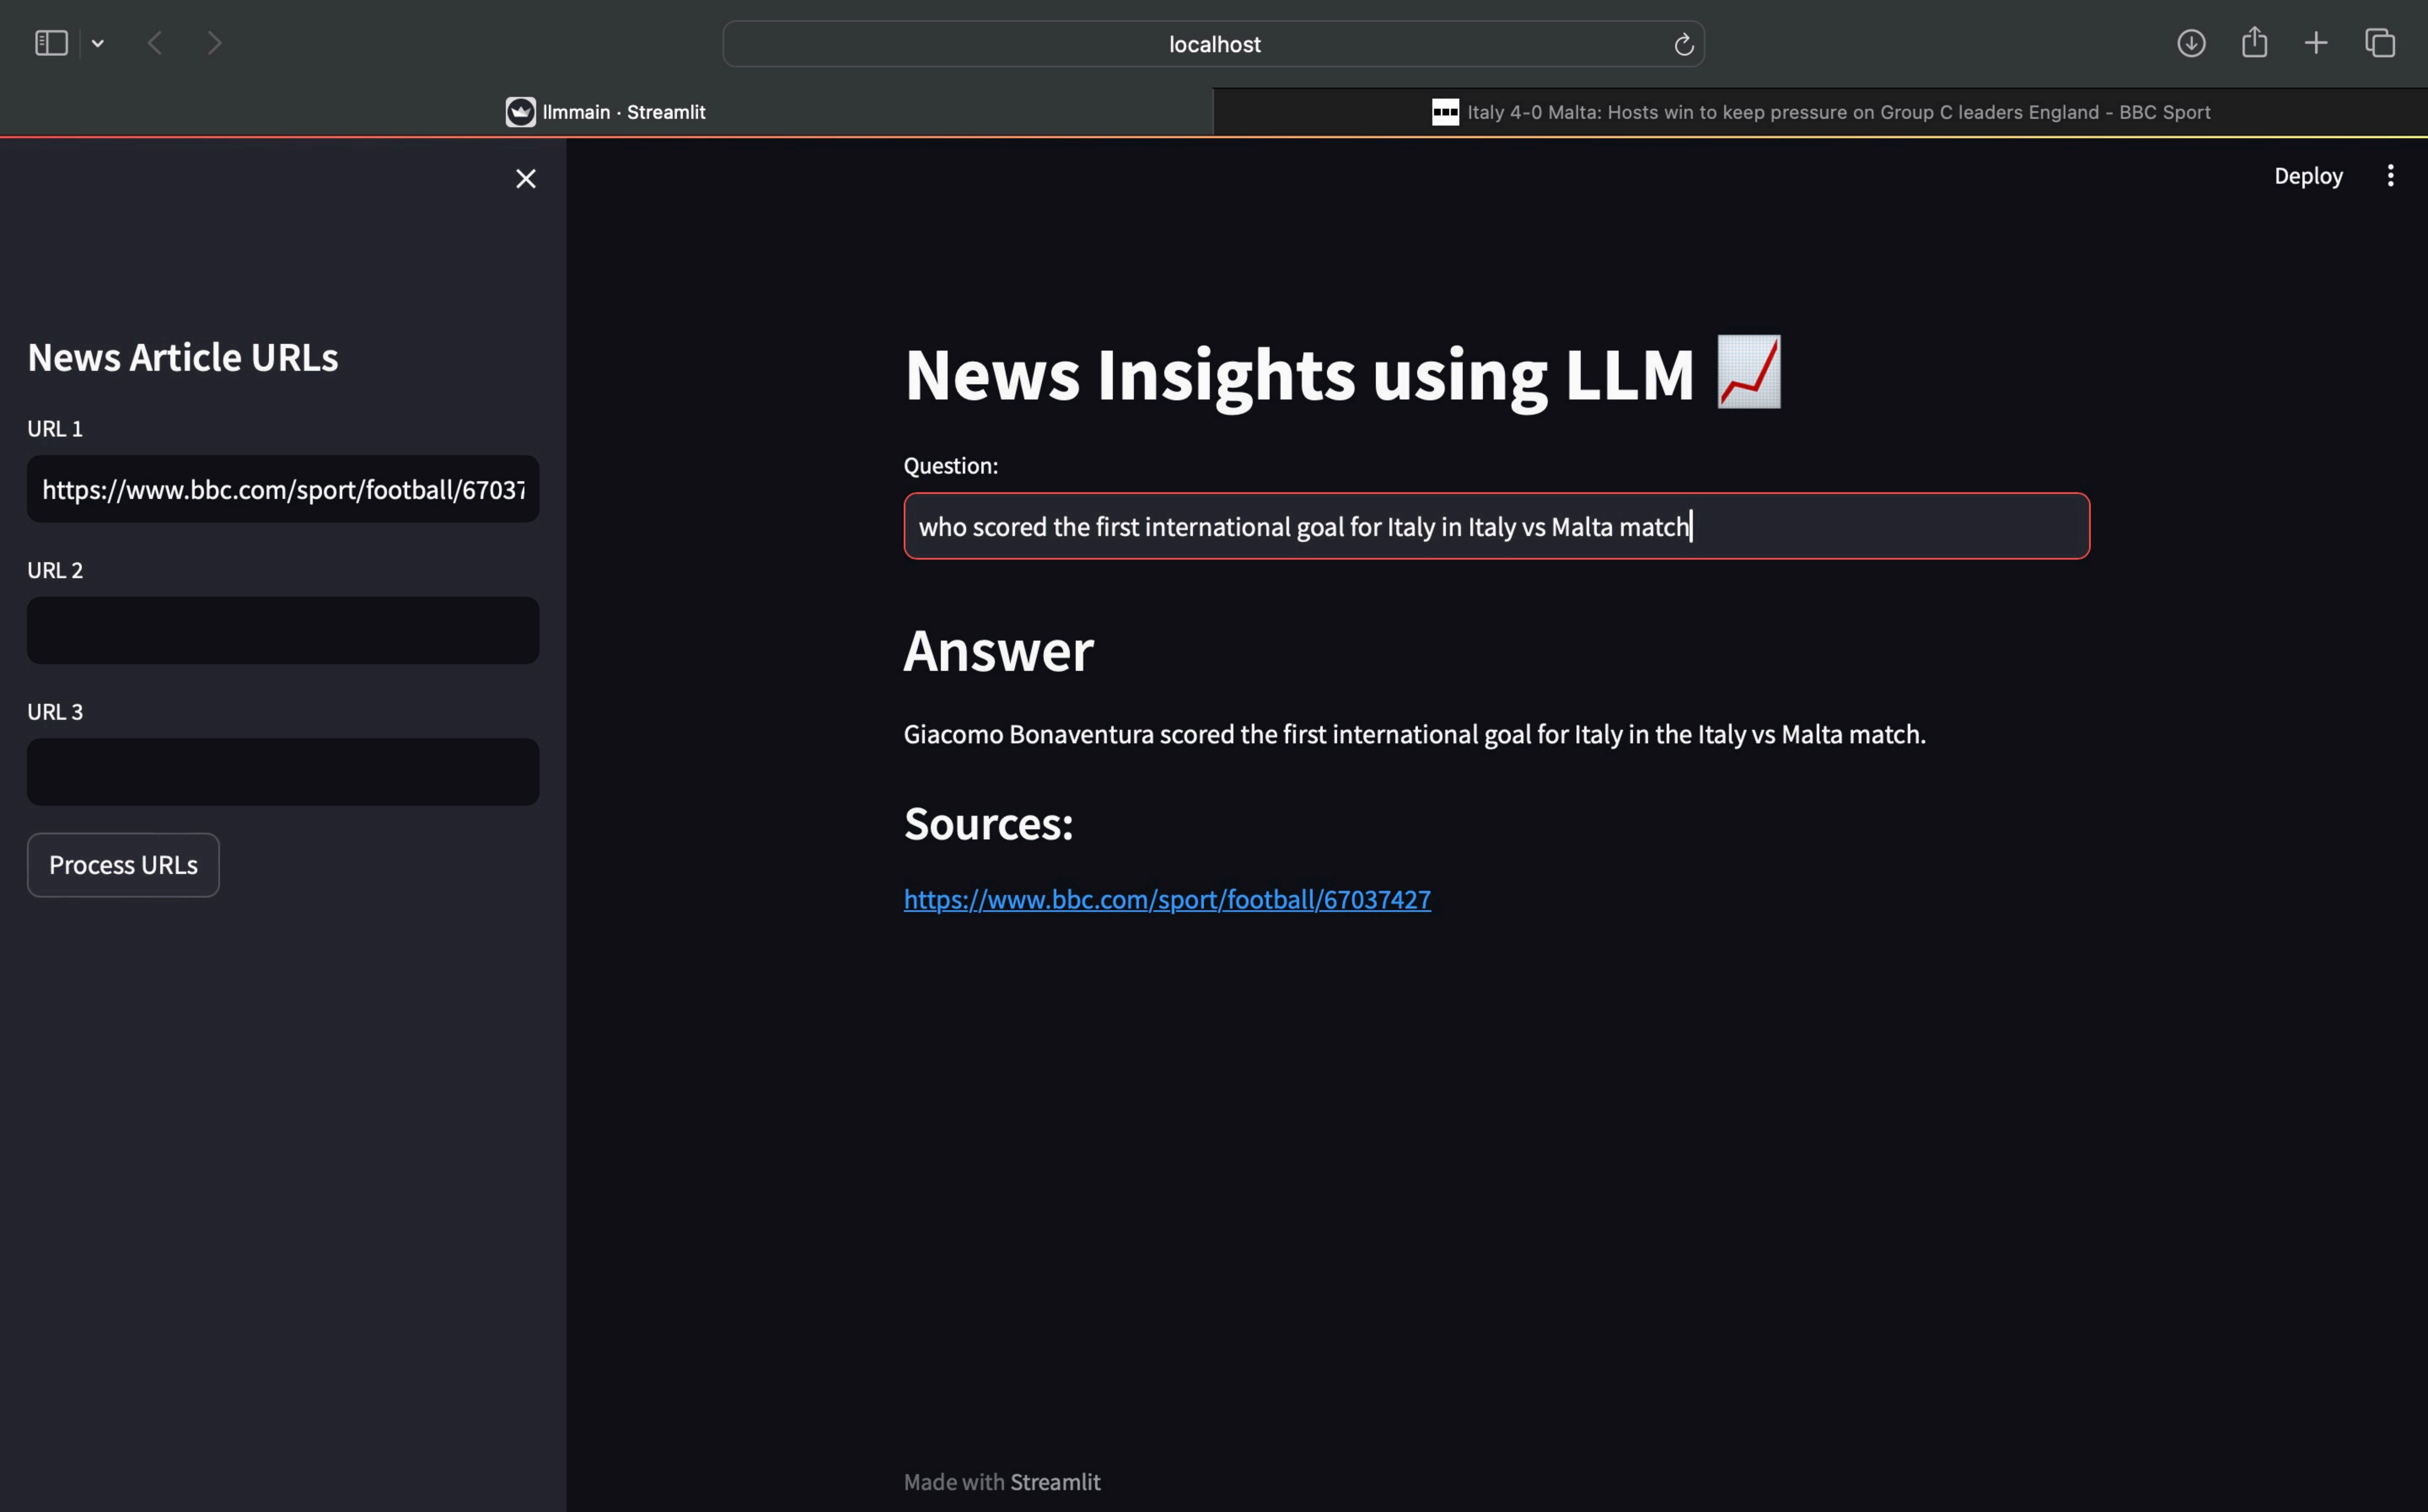 localhost
llmmain · Streamlit
Italy 4-0 Malta: Hosts win to keep pressure on Group C leaders England - BBC Sport
Deploy
News Article URLs
URL 1
https://www.bbc.com/sport/football/67037
URL 2
URL 3
Process URLs
News Insights using LLM
Question:
who scored the first international goal for Italy in Italy vs Malta match
Answer
Giacomo Bonaventura scored the first international goal for Italy in the Italy vs Malta match.
Sources:
https://www.bbc.com/sport/football/67037427
Made with Streamlit